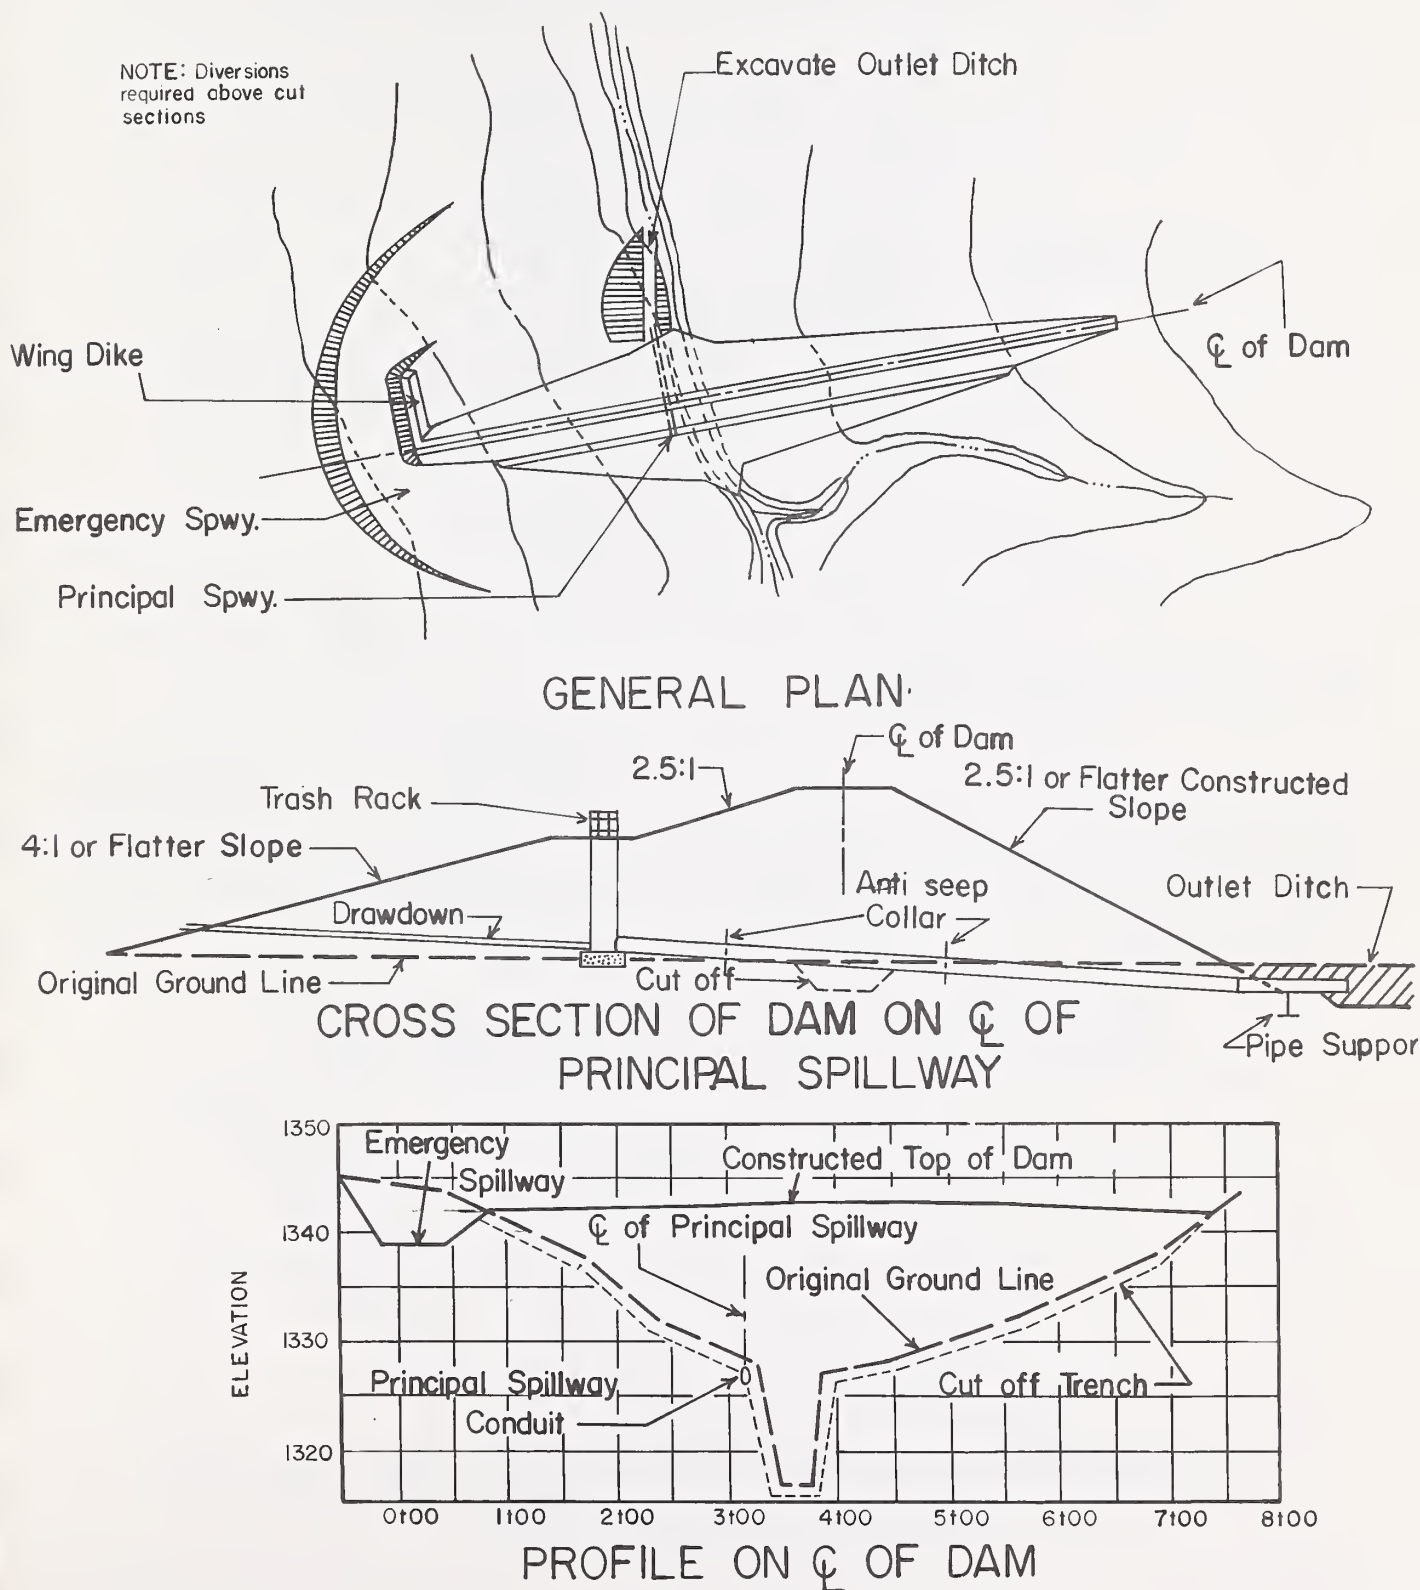 NOTE: Diversions
required above cut
sections
Excavate Outlet Ditch
Wing Dike
℄ of Dam
Emergency Spwy.
Principal Spwy.
GENERAL PLAN
℄ of Dam
2.5:1
2.5:1 or Flatter Constructed
Slope
Trash Rack
4:1 or Flatter Slope
Anti seep
Collar
Outlet Ditch
Drawdown
Original Ground Line
Cut off
Pipe Suppor
CROSS SECTION OF DAM ON ℄ OF
PRINCIPAL SPILLWAY
1350
Emergency
Spillway
Constructed Top of Dam
1340
℄ of Principal Spillway
Original Ground Line
ELEVATION
1330
Principal Spillway
Conduit
Cut off Trench
1320
0+00 1+00 2+00 3+00 4+00 5+00 6+00 7+00 8+00
PROFILE ON ℄ OF DAM